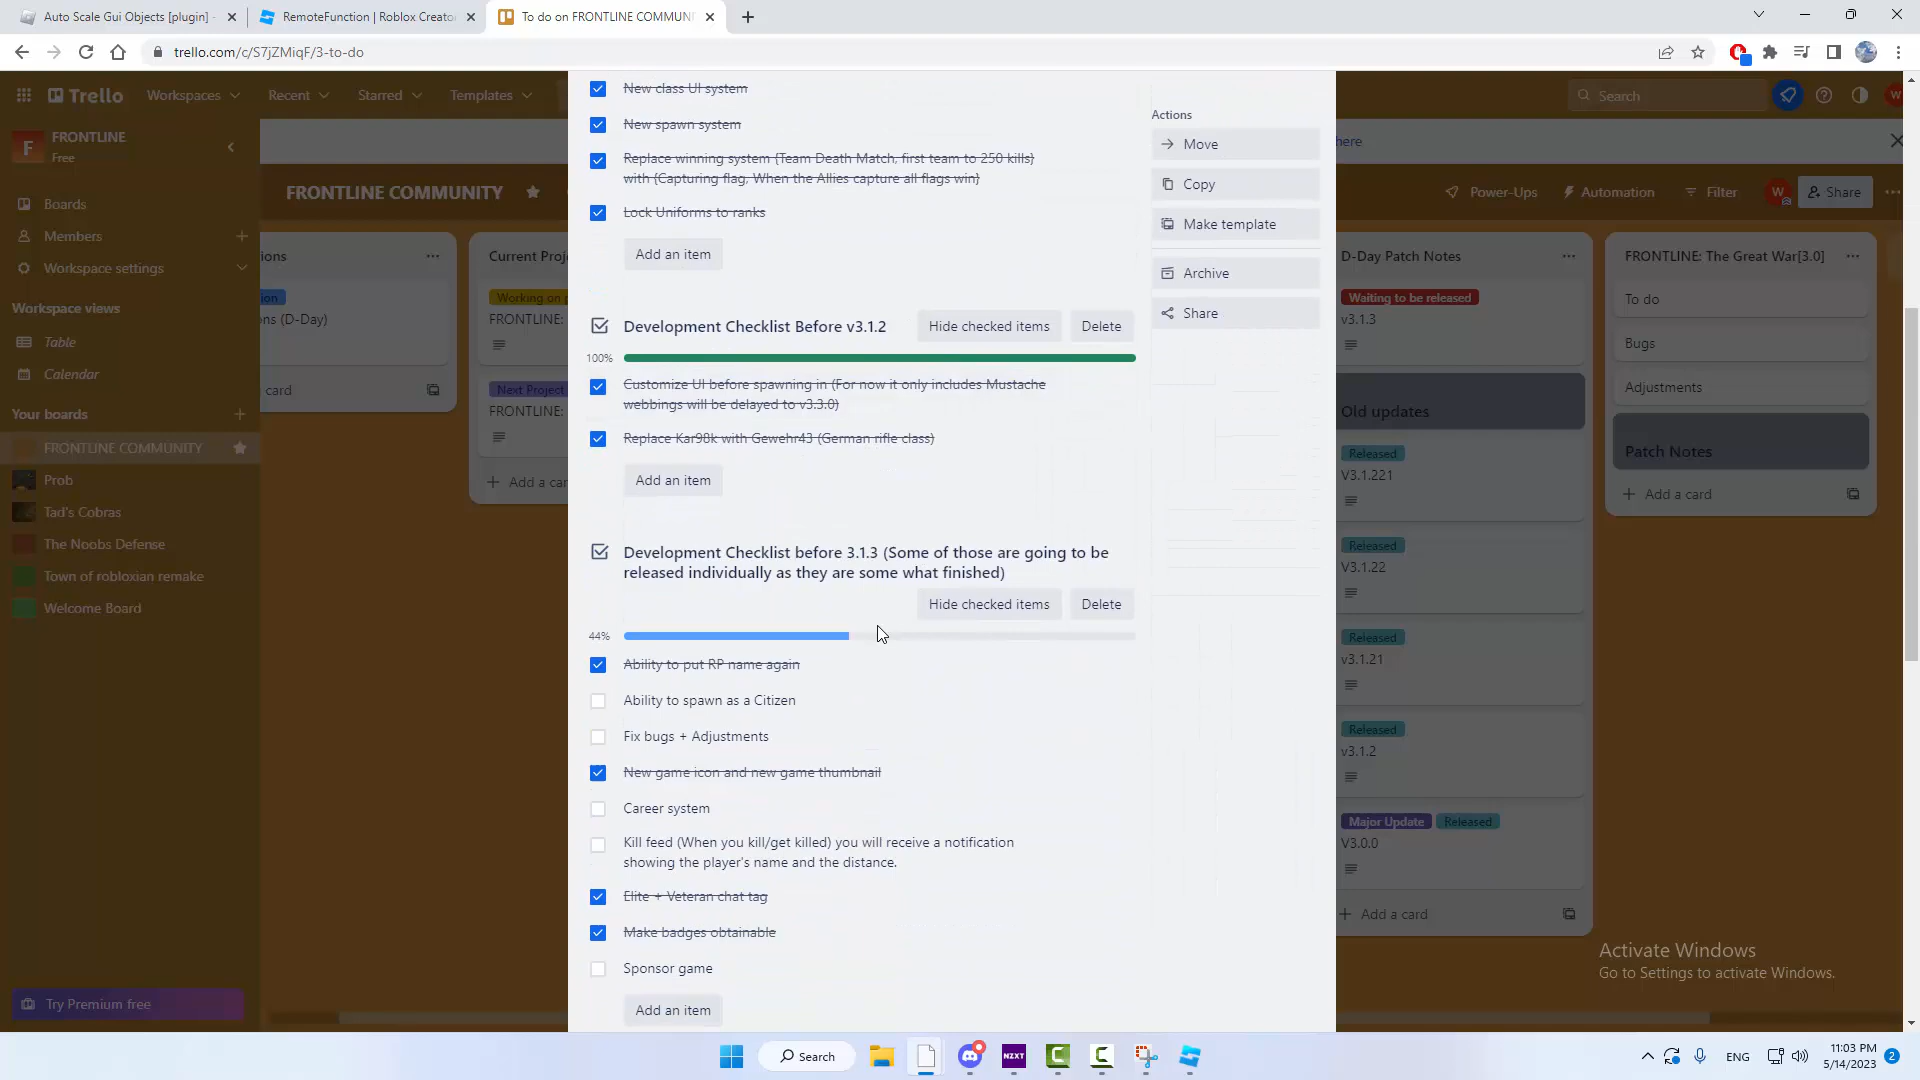 Auto Scale Gui Objects [plugin] -
RemoteFunction | Roblox Creato
To do on FRONTLINE COMMUN
trello.com/c/S7jZMiqF/3-to-do
Trello
Workspaces
Recent
Starred
Templates
Search
FRONTLINE
Free
here
FRONTLINE COMMUNITY
Power-Ups
Automation
Filter
W
Share
F
Boards
Members
Workspace settings
Workspace views
Table
Calendar
Your boards
FRONTLINE COMMUNITY
Prob
Tad's Cobras
The Noobs Defense
Town of robloxian remake
Welcome Board
Try Premium free
ions
ion
ons (D-Day)
card
Current Proj
Working on p
FRONTLINE:
Next Project
FRONTLINE:
Add a car
New class UI system
New spawn system
Replace winning system {Team Death Match, first team to 250 kills}
with {Capturing flag, When the Allies capture all flags win}
Lock Uniforms to ranks
Add an item
Development Checklist Before v3.1.2
Hide checked items
Delete
100%
Customize UI before spawning in (For now it only includes Mustache
webbings will be delayed to v3.3.0)
Replace Kar98k with Gewehr43 (German rifle class)
Add an item
Development Checklist before 3.1.3 (Some of those are going to be
released individually as they are some what finished)
Hide checked items
Delete
44%
Ability to put RP name again
Ability to spawn as a Citizen
Fix bugs + Adjustments
New game icon and new game thumbnail
Career system
Kill feed (When you kill/get killed) you will receive a notification
showing the player's name and the distance.
Elite + Veteran chat tag
Make badges obtainable
Sponsor game
Add an item
Actions
Move
Copy
Make template
Archive
Share
D-Day Patch Notes
Waiting to be released
v3.1.3
Old updates
Released
V3.1.221
Released
V3.1.22
Released
v3.1.21
Released
v3.1.2
Major Update
Released
V3.0.0
Add a card
FRONTLINE: The Great War[3.0]
To do
Bugs
Adjustments
Patch Notes
Add a card
Activate Windows
Go to Settings to activate Windows.
Search
NZXT
ENG
11:03 PM
5/14/2023
2